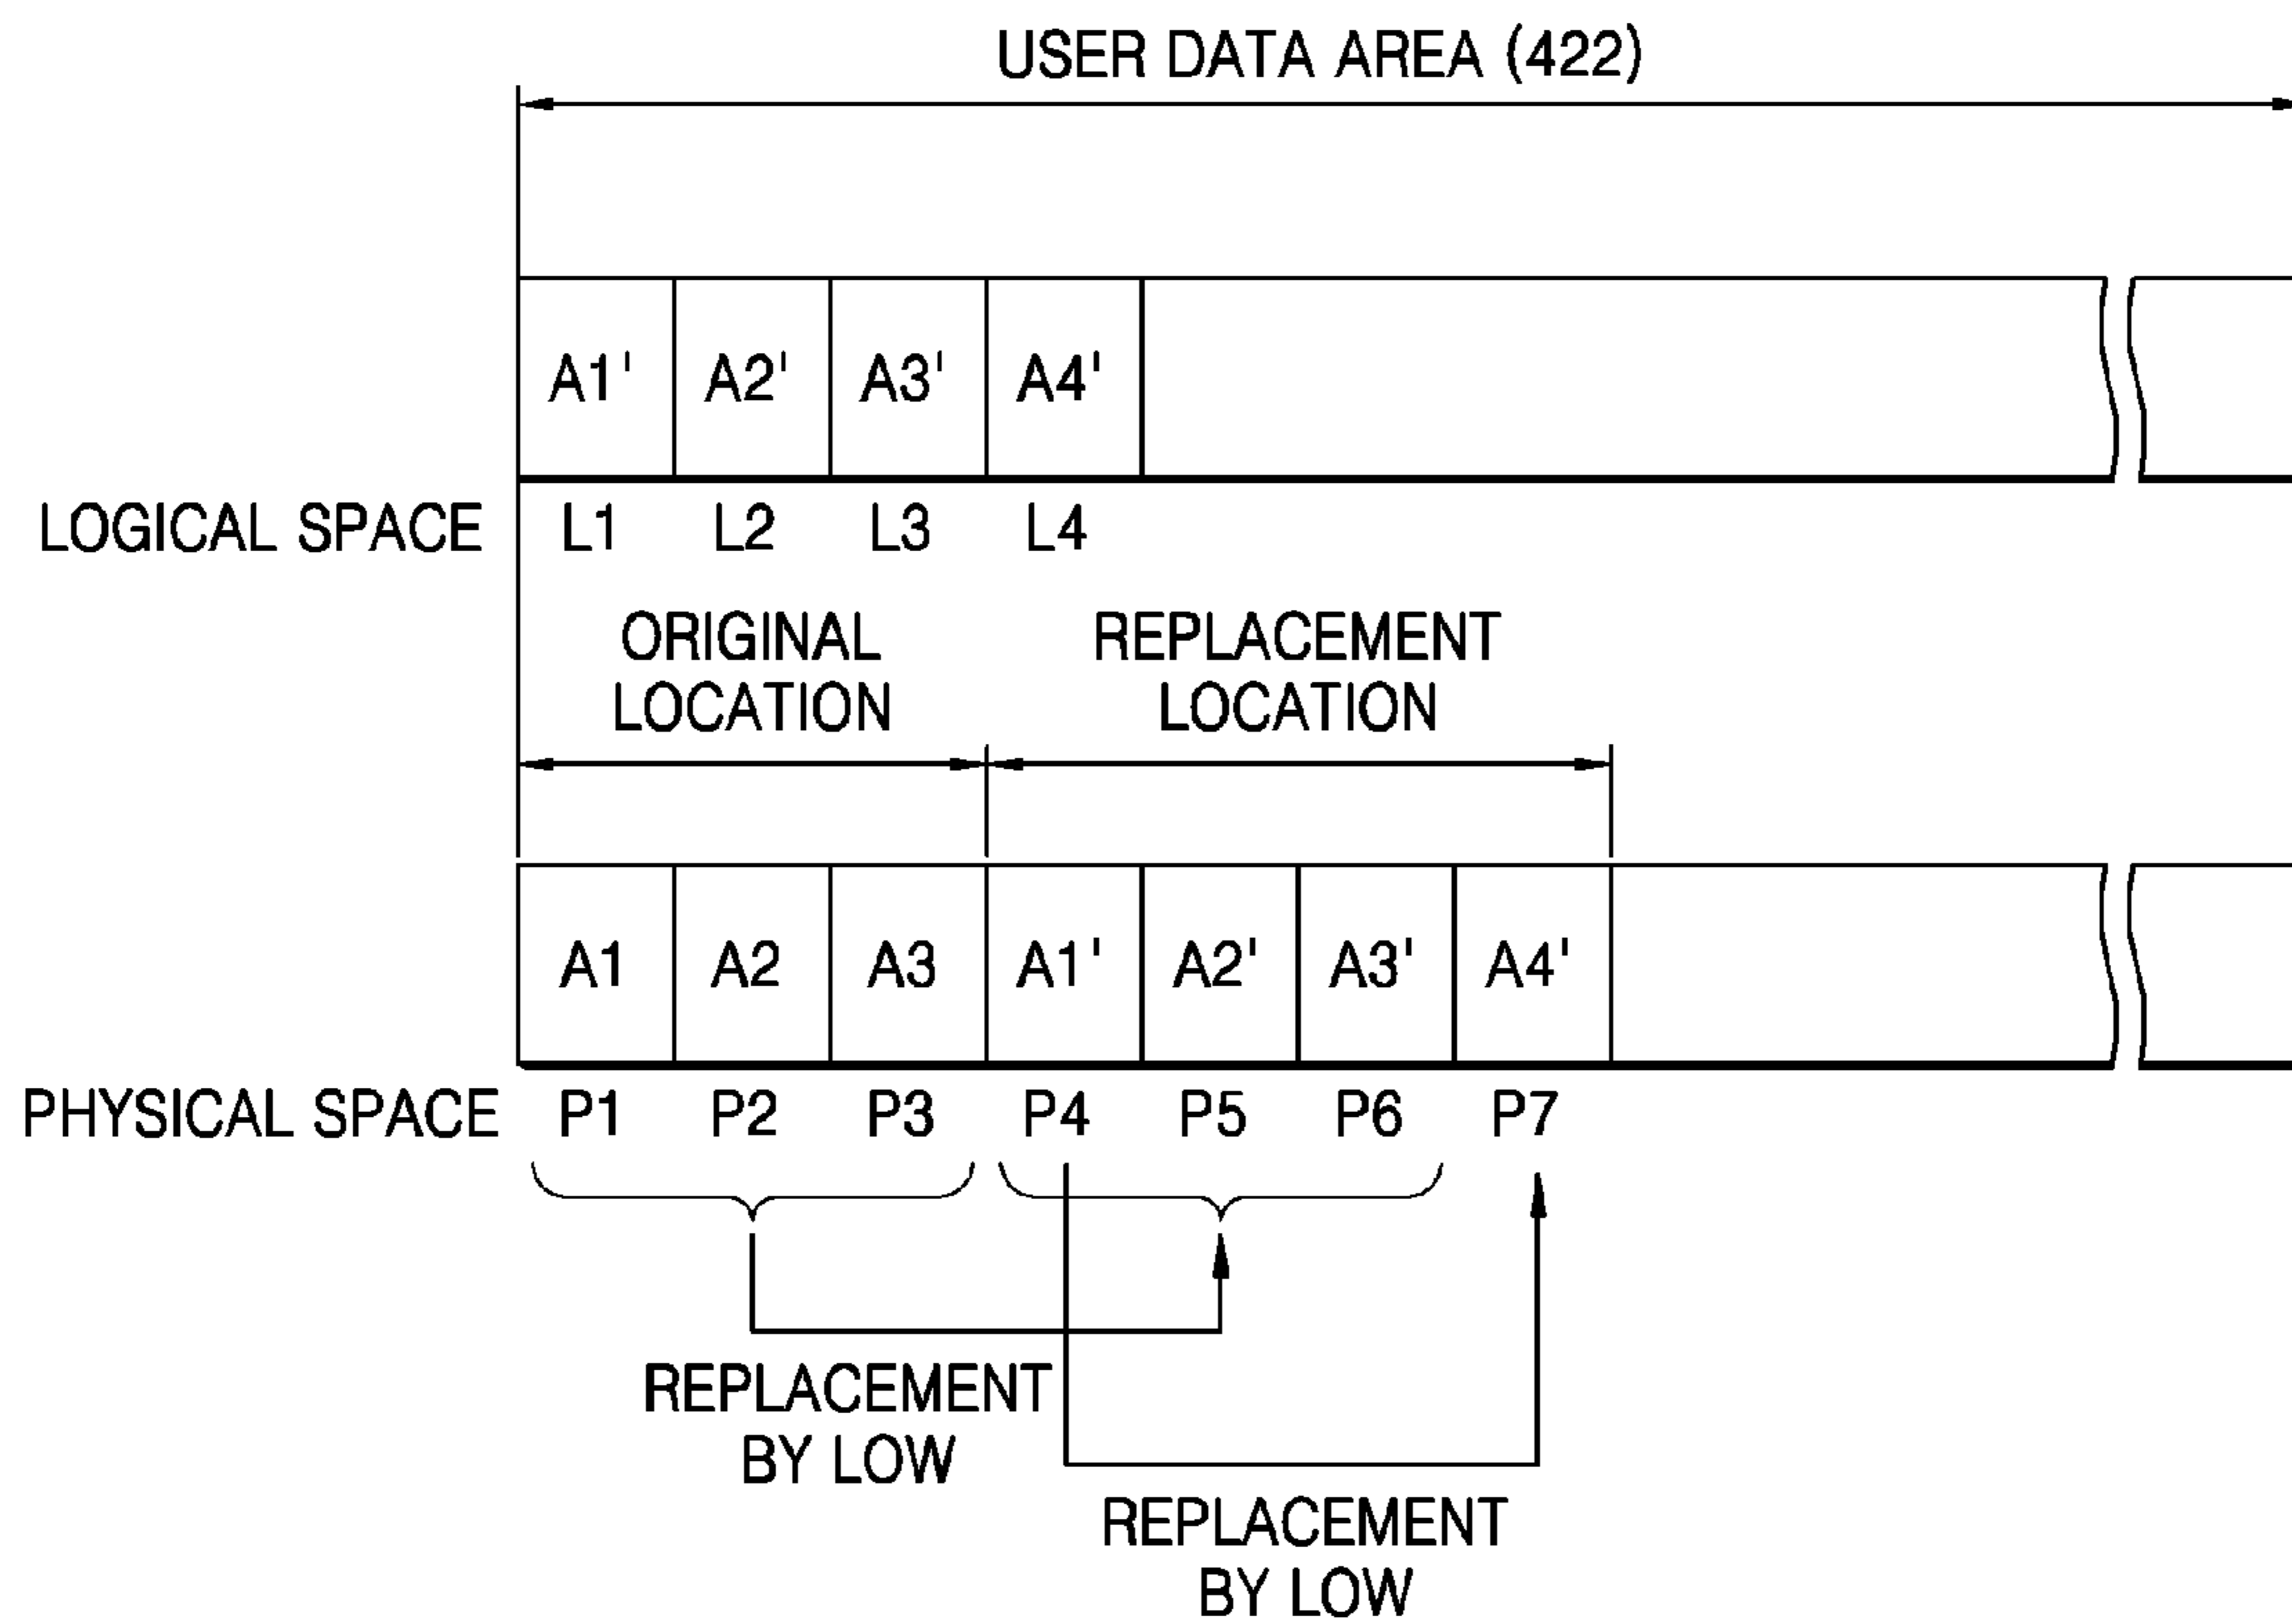 USER DATA AREA (422)
A1' A2' A3' A4'
LOGICAL SPACE L1 L2 L3 L4
ORIGINAL
LOCATION
REPLACEMENT
LOCATION
A1 A2 A3 A1' A2' A3' A4'
PHYSICAL SPACE P1 P2 P3 P4 P5 P6 P7
REPLACEMENT
BY LOW
REPLACEMENT
BY LOW